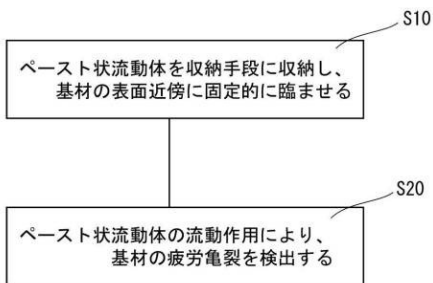 S10
ペースト状流動体を収納手段に収納し、
基材の表面近傍に固定的に臨ませる
S20
ペースト状流動体の流動作用により、
基材の疲労亀裂を検出する